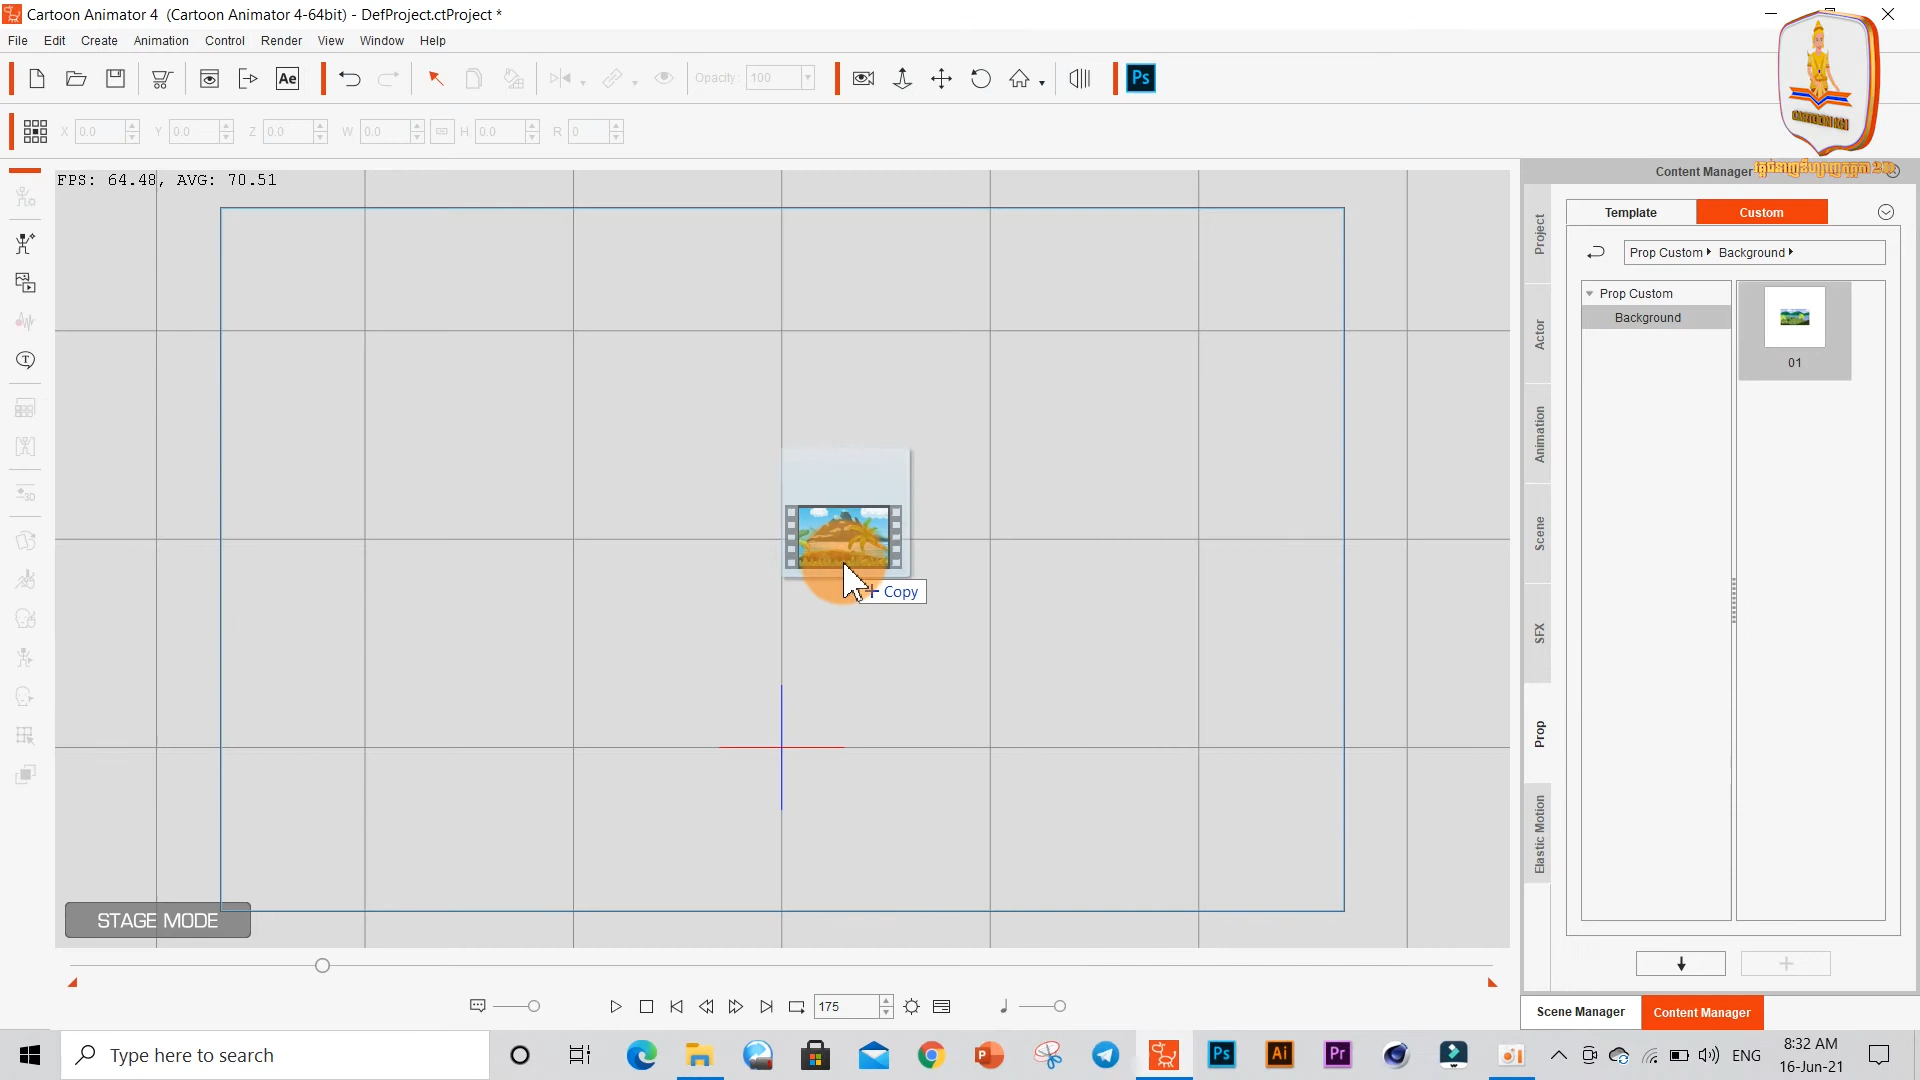 Cartoon Animator 4 (Cartoon Animator 4-64bit) - DefProject.ctProject *
File Edit Create Animation Control Render View Window Help
Ae
Opacity : 100
Ps
X 0.0 Y 0.0 Z 0.0 W 0.0 H 0.0 R 0
FPS: 64.48, AVG: 70.51
Content Manager
Template Custom
Prop Custom Background
Prop Custom
Background
01
Project
Actor
Animation
Scene
SFX
Prop
Elastic Motion
3D
+ Copy
STAGE MODE
175
Scene Manager Content Manager
Type here to search
Ps Ai Pr
ENG
8:32 AM
16-Jun-21